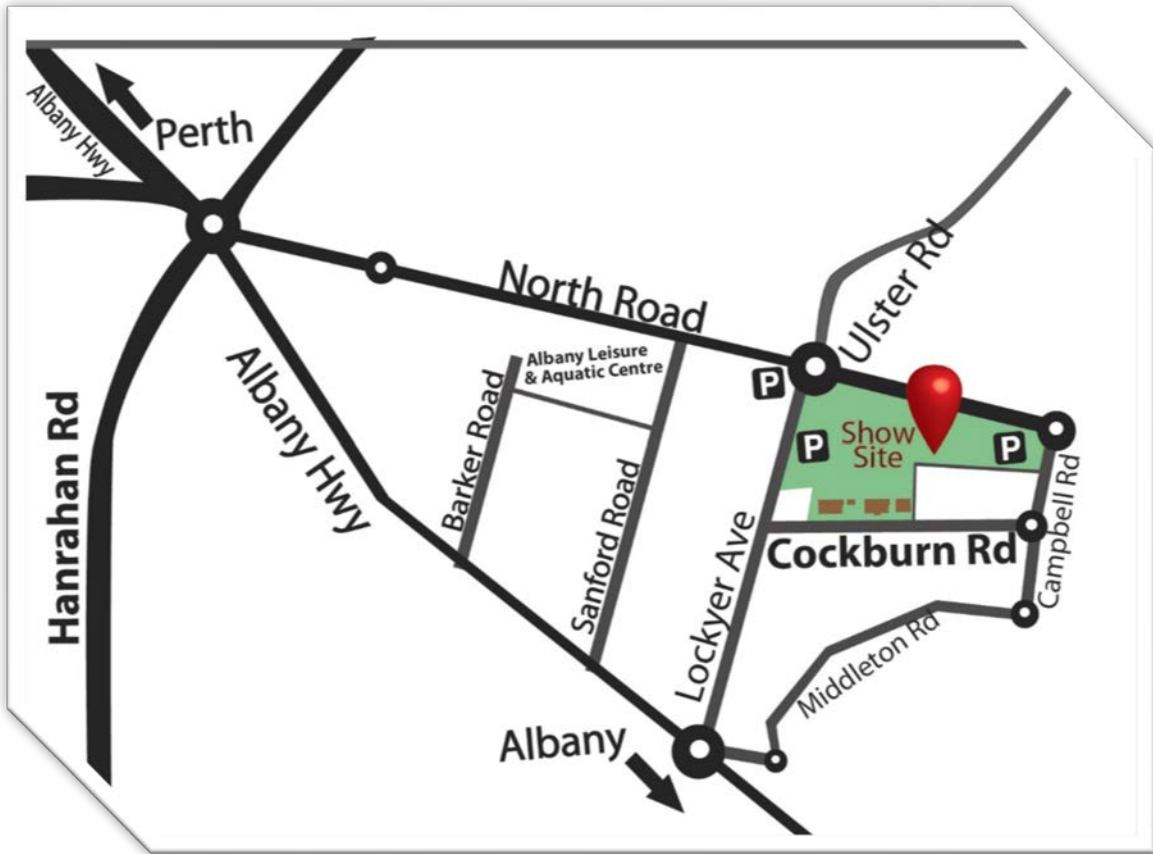 Albany Hwy
Perth
North Road
Ulster Rd
Albany Leisure
& Aquatic Centre
Hanrahan Rd
Albany Hwy
Barker Road
Sanford Road
P
P
Show
Site
P
Lockyer Ave
Cockburn Rd
Campbell Rd
Middleton Rd
Albany